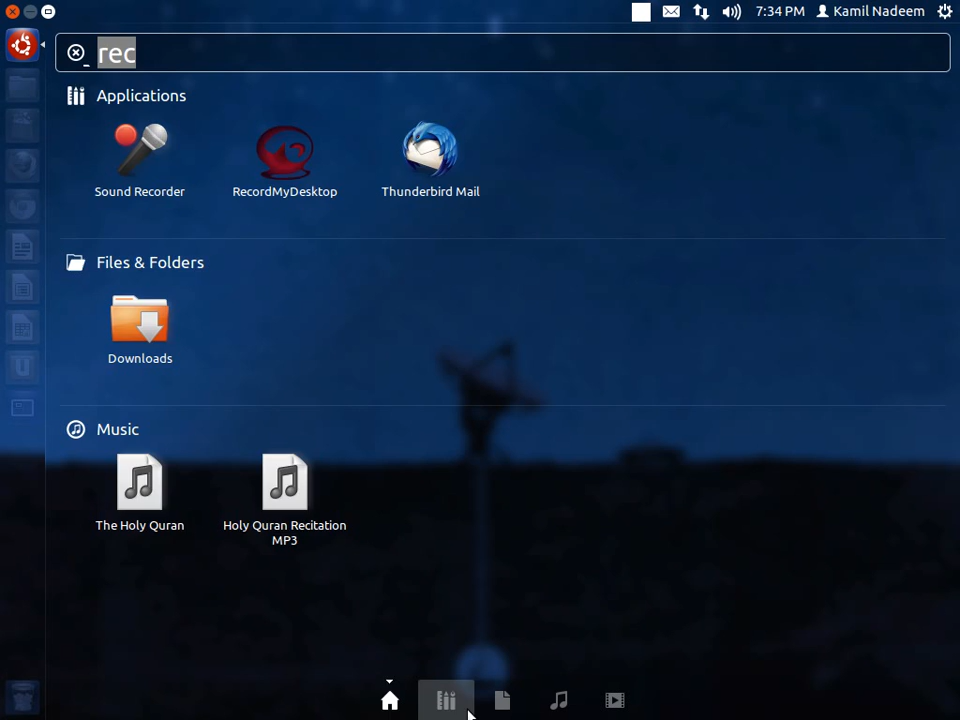 7:34 PM Kamil Nadeem
rec
Applications
Sound Recorder RecordMyDesktop Thunderbird Mail
Files & Folders
Downloads
Music
The Holy Quran Holy Quran Recitation
MP3